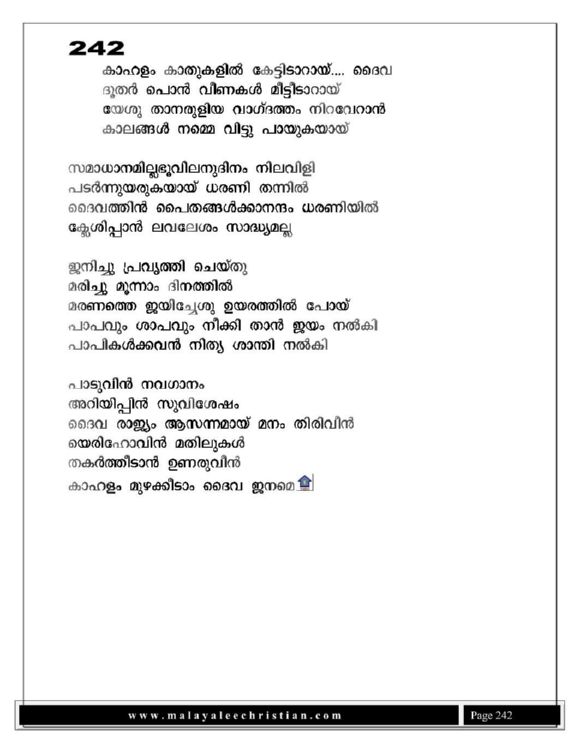 242
കാഹളം കാതുകളിൽ കേട്ടിടാറായ്.... ദൈവ
ദൂതർ പൊൻ വീണകൾ മീട്ടീടാറായ്
യേശു താനരുളിയ വാഗ്ദത്തം നിറവേറാൻ
കാലങ്ങൾ നമ്മെ വിട്ടു പായുകയായ്
സമാധാനമില്ലഭൂവിലനുദിനം നിലവിളി
പടർന്നുയരുകയായ് ധരണി തന്നിൽ
ദൈവത്തിൻ പൈതങ്ങൾക്കാനന്ദം ധരണിയിൽ
ക്ലേശിപ്പാൻ ലവലേശം സാദ്ധ്യമല്ല
ജനിച്ചു പ്രവൃത്തി ചെയ്തു
മരിച്ചു മൂന്നാം ദിനത്തിൽ
മരണത്തെ ജയിച്ചേശു ഉയരത്തിൽ പോയ്
പാപവും ശാപവും നീക്കി താൻ ജയം നൽകി
പാപികൾക്കവൻ നിത്യ ശാന്തി നൽകി
പാടുവിൻ നവഗാനം
അറിയിപ്പിൻ സുവിശേഷം
ദൈവ രാജ്യം ആസന്നമായ് മനം തിരിവീൻ
യെരിഹോവിൻ മതിലുകൾ
തകർത്തീടാൻ ഉണരുവീൻ
കാഹളം മുഴക്കീടാം ദൈവ ജനമെ
www.malayaleechristian.com
Page 242